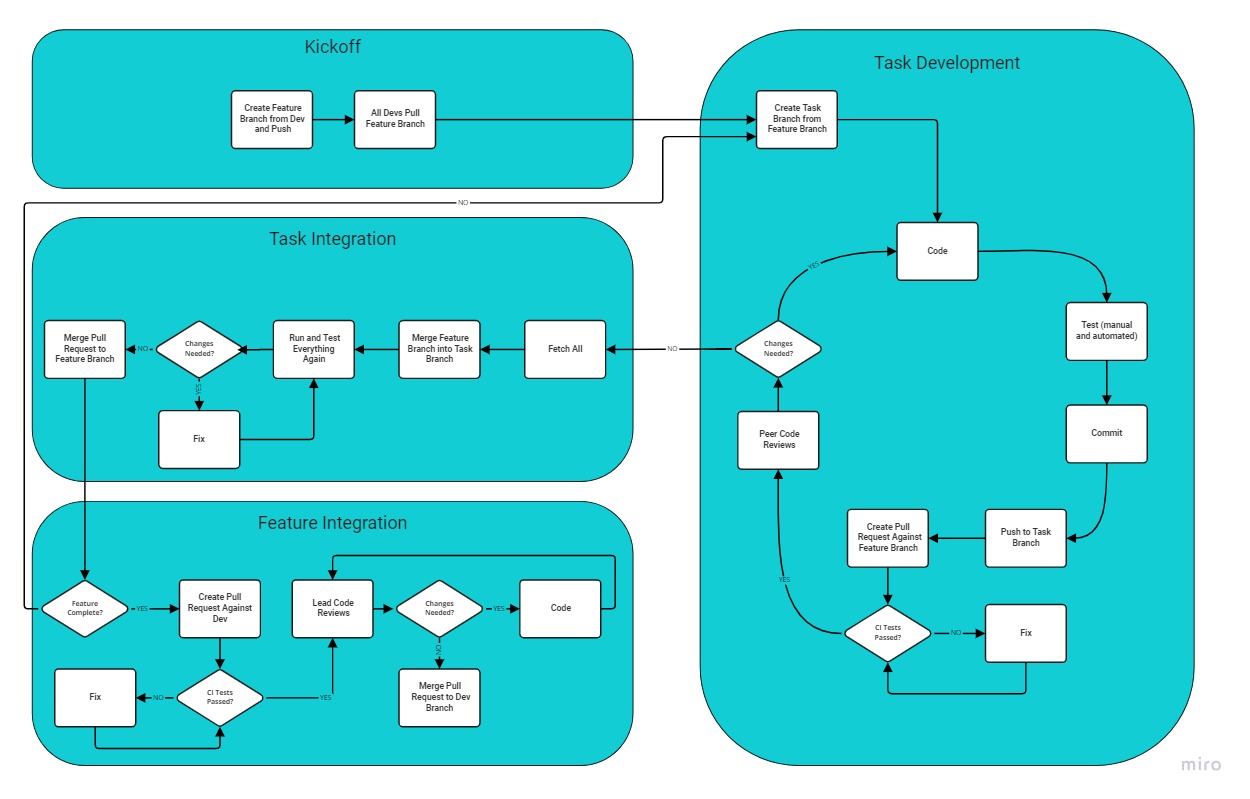 Kickoff
Create Feature
Branch from Dev
and Push
All Devs Pull
Feature Branch
Task Development
Create Task
Branch from
Feature Branch
Code
Test (manual
and automated)
Commit
Push to Task
Branch
Create Pull
Request Against
Feature Branch
CI Tests
Passed?
NO
Fix
YES
Peer Code
Reviews
Changes
Needed?
YES
NO
NO
Task Integration
Fetch All
Merge Feature
Branch into Task
Branch
Run and Test
Everything
Again
Changes
Needed?
YES
Fix
NO
Merge Pull
Request to
Feature Branch
Feature Integration
Feature
Complete?
YES
Create Pull
Request Against
Dev
CI Tests
Passed?
NO
Fix
YES
Lead Code
Reviews
Changes
Needed?
YES
Code
NO
Merge Pull
Request to Dev
Branch
miro